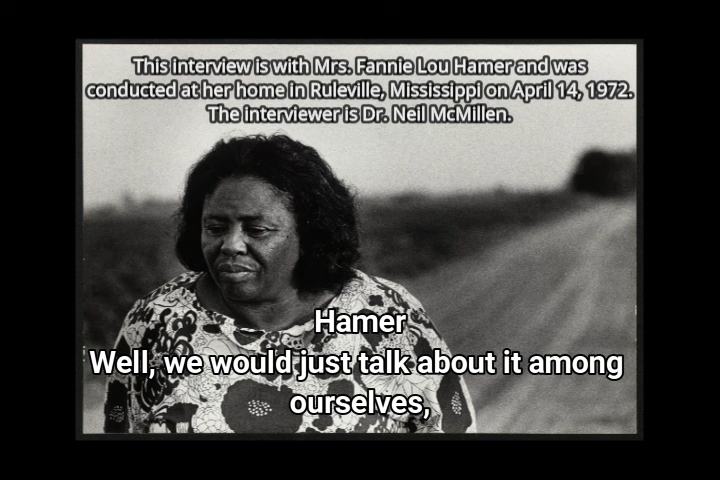 This interview is with Mrs. Fannie Lou Hamer and was
conducted at her home in Ruleville, Mississippi on April 14, 1972.
The interviewer is Dr. Neil McMillen.
Hamer
Well, we would just talk about it among
ourselves,